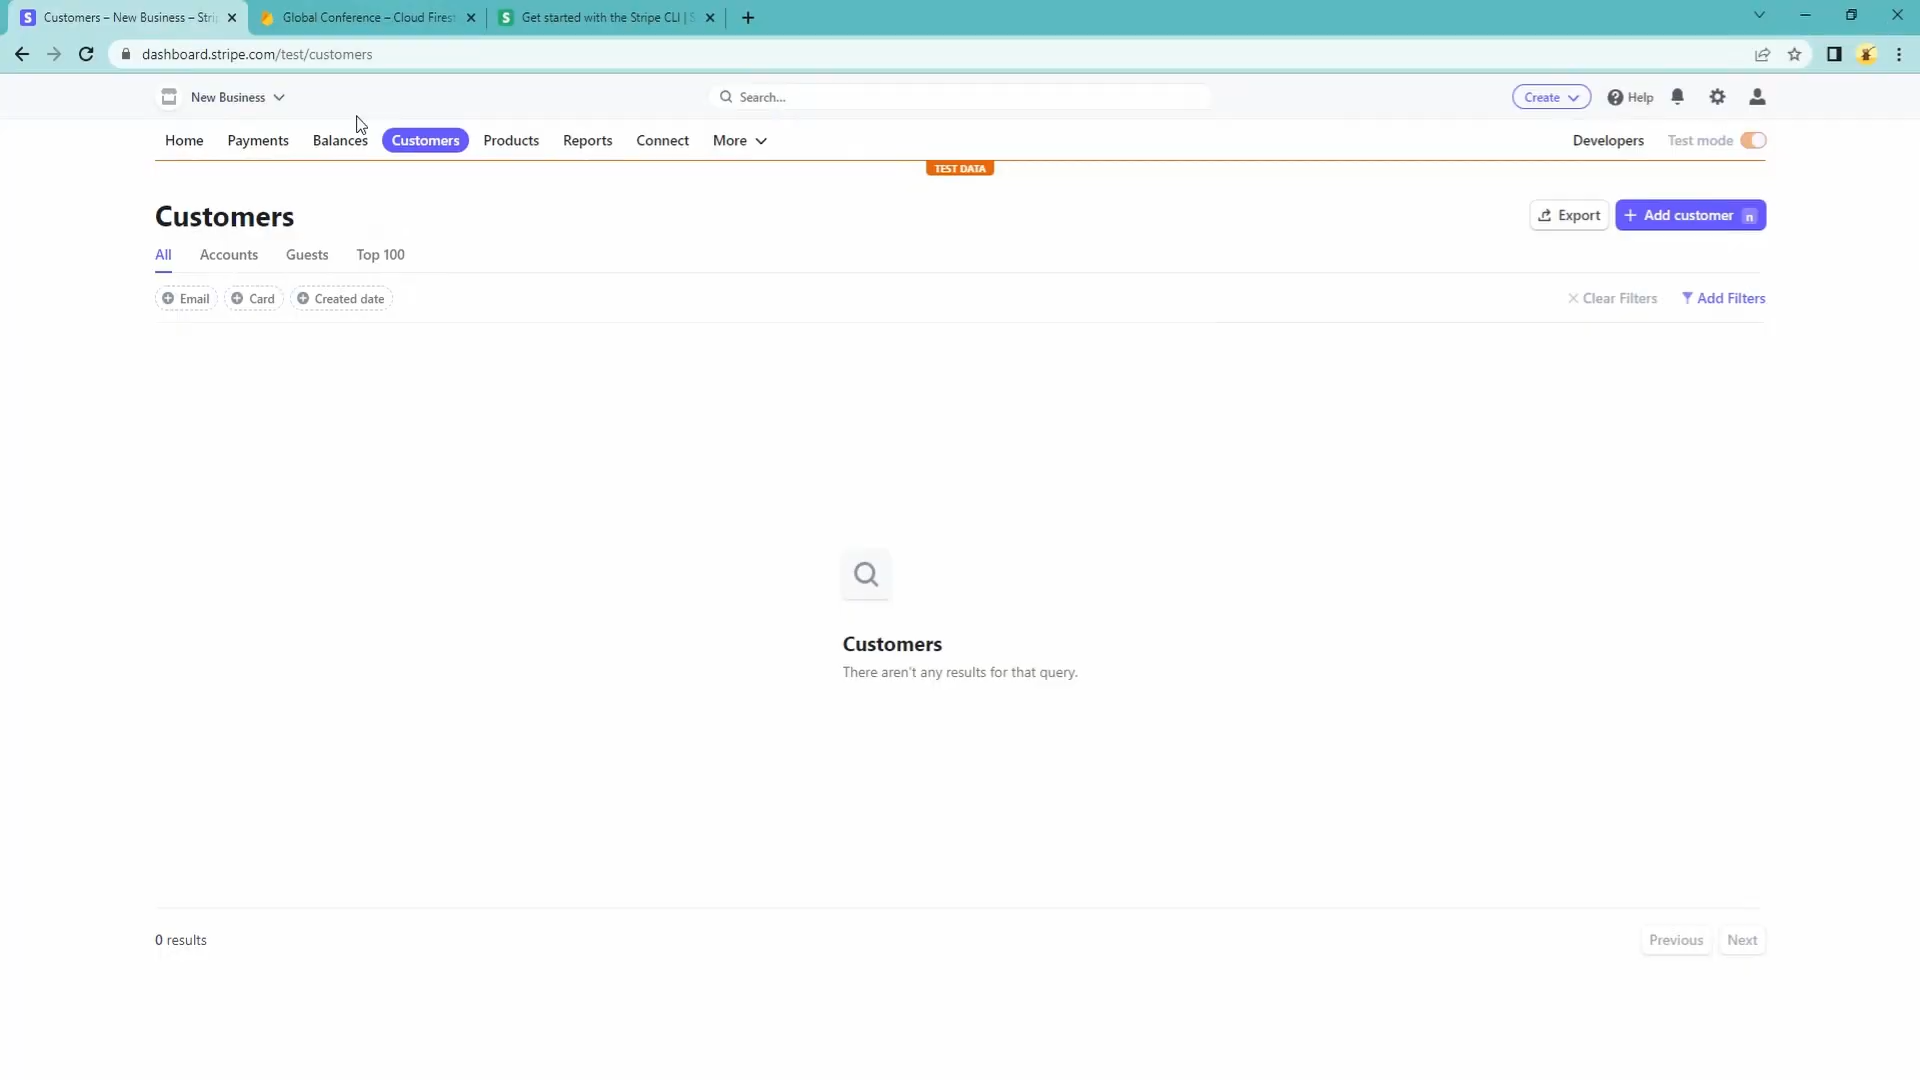 Customers – New Business – Stri
Global Conference – Cloud Firest
Get started with the Stripe CLI | S
dashboard.stripe.com/test/customers
New Business
Search...
Create
Help
Home
Payments
Balances
Customers
Products
Reports
Connect
More
Developers
Test mode
TEST DATA
Customers
Export
Add customer n
All
Accounts
Guests
Top 100
Email
Card
Created date
Clear Filters
Add Filters
Customers
There aren't any results for that query.
0 results
Previous
Next